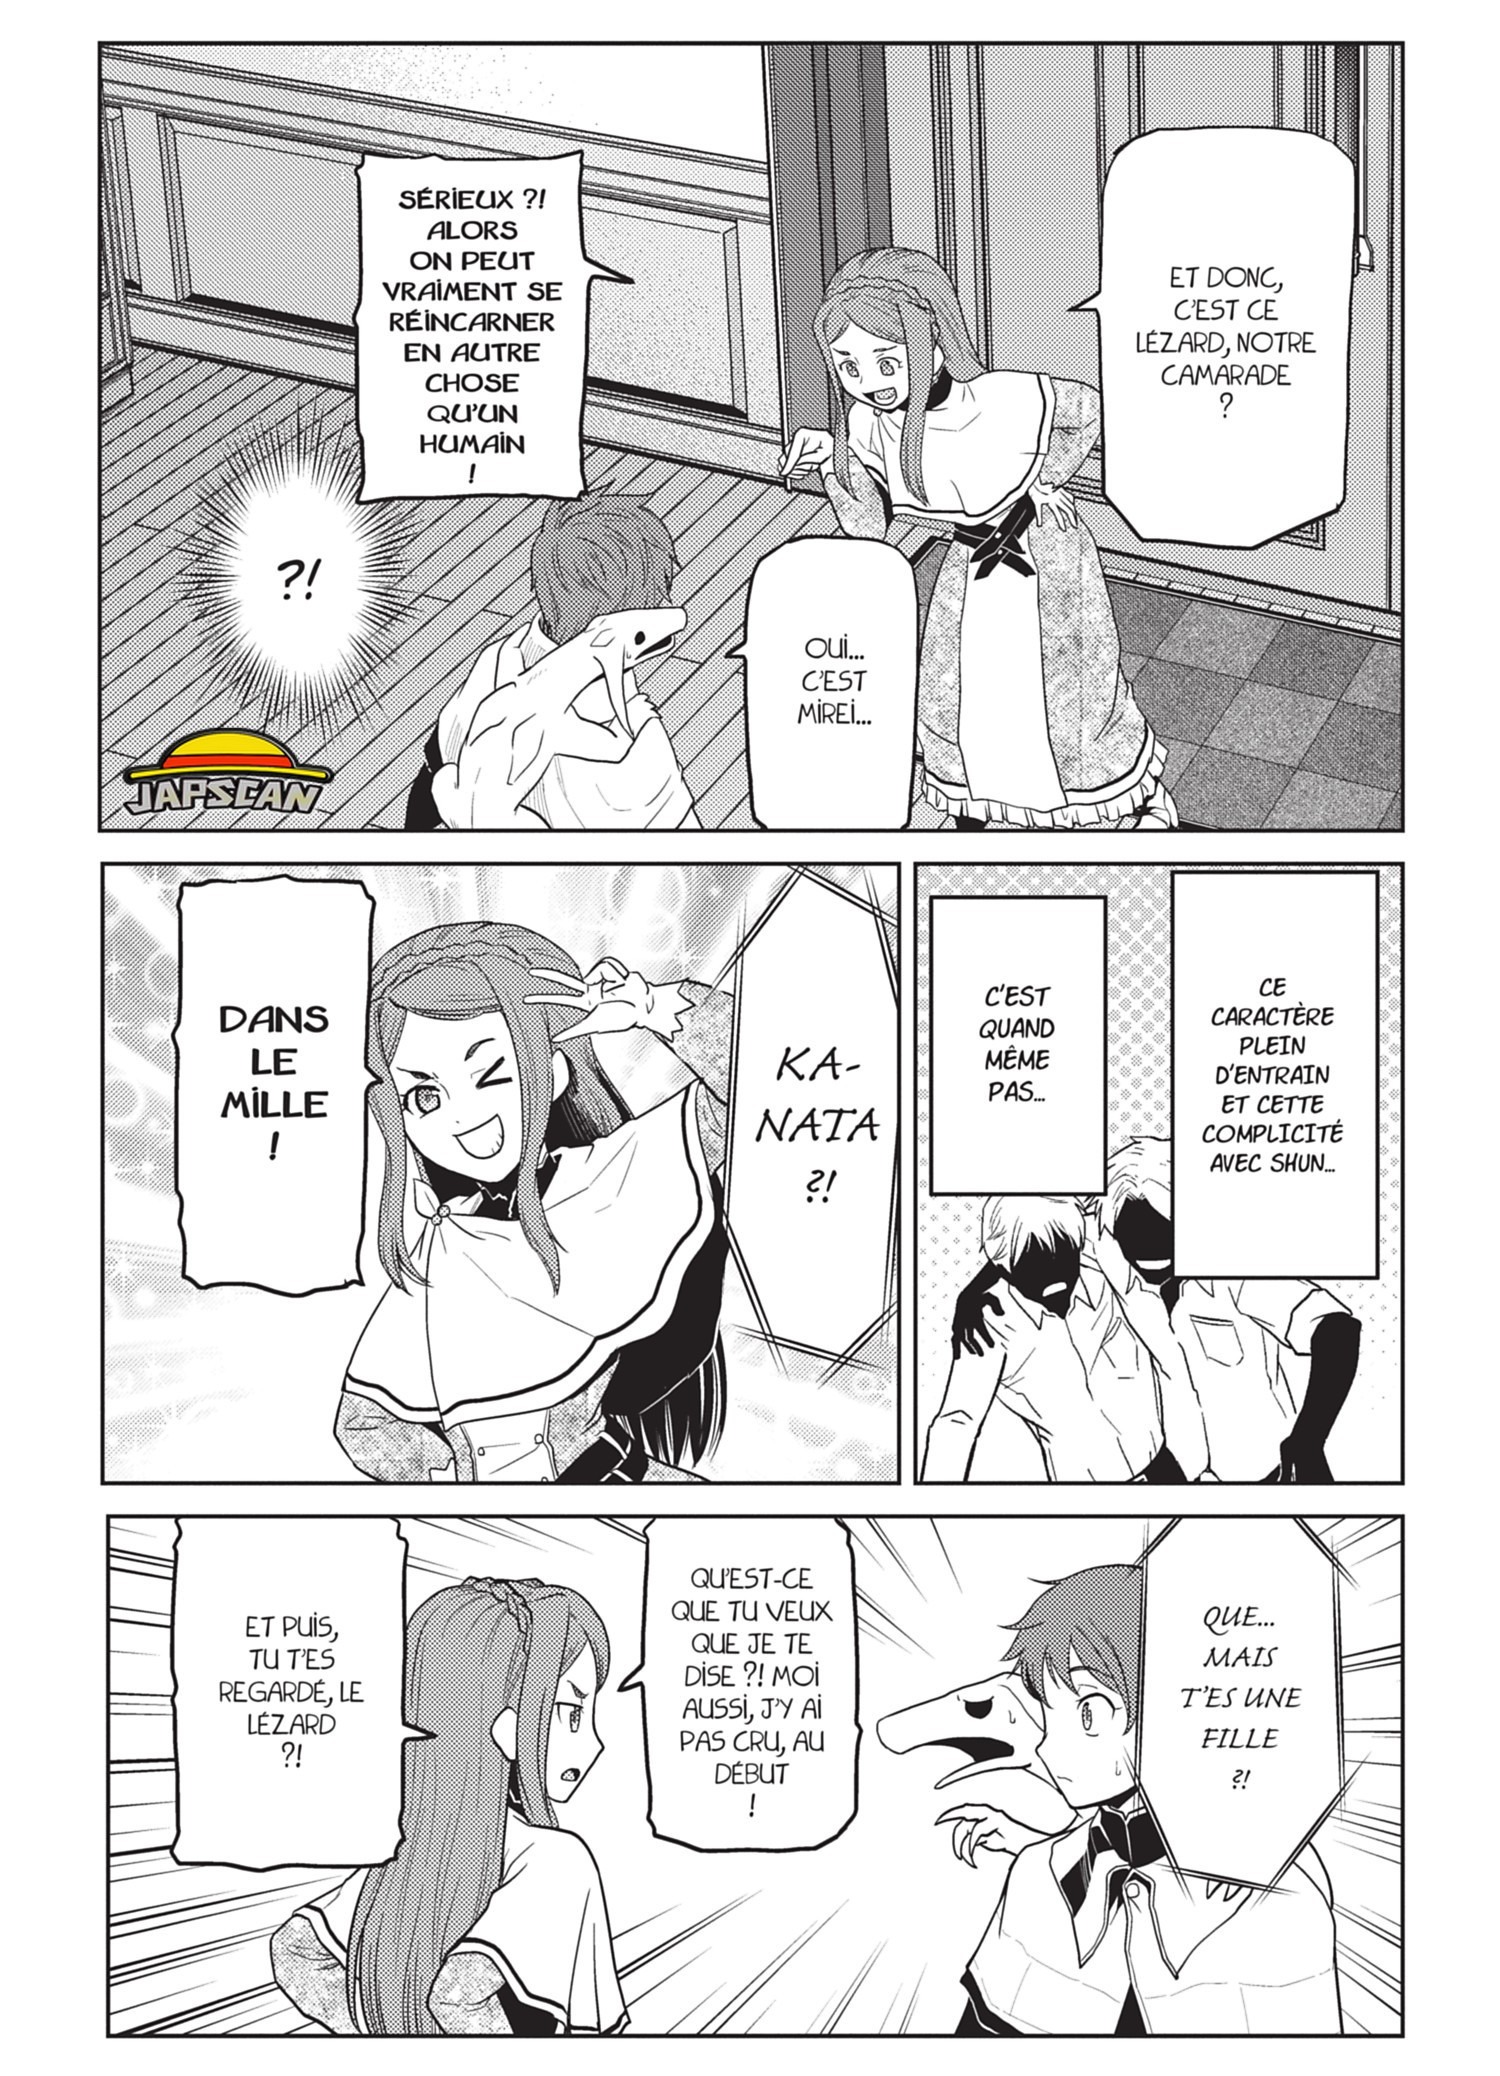 ET DONC,
C'EST CE
LÉZARD, NOTRE
CAMARADE
?
SÉRIEUX ?!
ALORS
ON PEUT
VRAIMENT SE
RÉINCARNER
EN AUTRE
CHOSE
QU'UN
HUMAIN
!
OUI...
C'EST
MIREI...
?!
JAPSCAN
CE
CARACTÈRE
PLEIN
D'ENTRAIN
ET CETTE
COMPLICITÉ
AVEC SHUN...
C'EST
QUAND
MÊME
PAS...
KA-
NATA
?!
DANS
LE
MILLE
!
QUE...
MAIS
T'ES UNE
FILLE
?!
QU'EST-CE
QUE TU VEUX
QUE JE TE
DISE ?! MOI
AUSSI, J'Y AI
PAS CRU, AU
DÉBUT
!
ET PUIS,
TU T'ES
REGARDÉ, LE
LÉZARD
?!